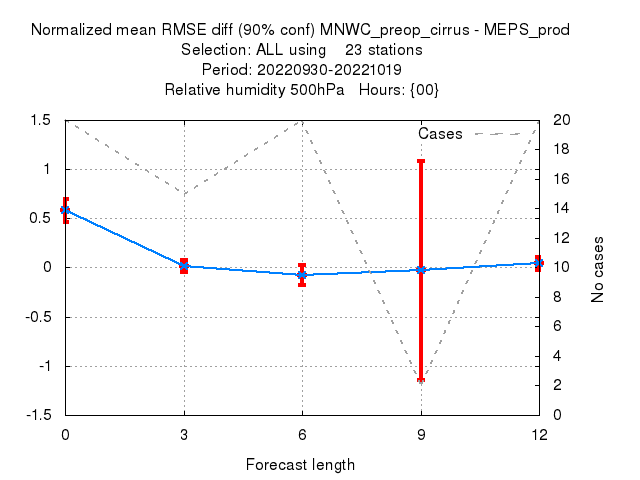 Normalized mean RMSE diff (90% conf) MNWC_preop_cirrus - MEPS_prod
Selection: ALL using 23 stations
Period: 20220930-20221019
Relative humidity 500hPa Hours: {00}
Cases
1.5
1
0.5
0
-0.5
-1
-1.5
20
18
16
14
12
10
8
6
4
2
0
No cases
0 3 6 9 12
Forecast length